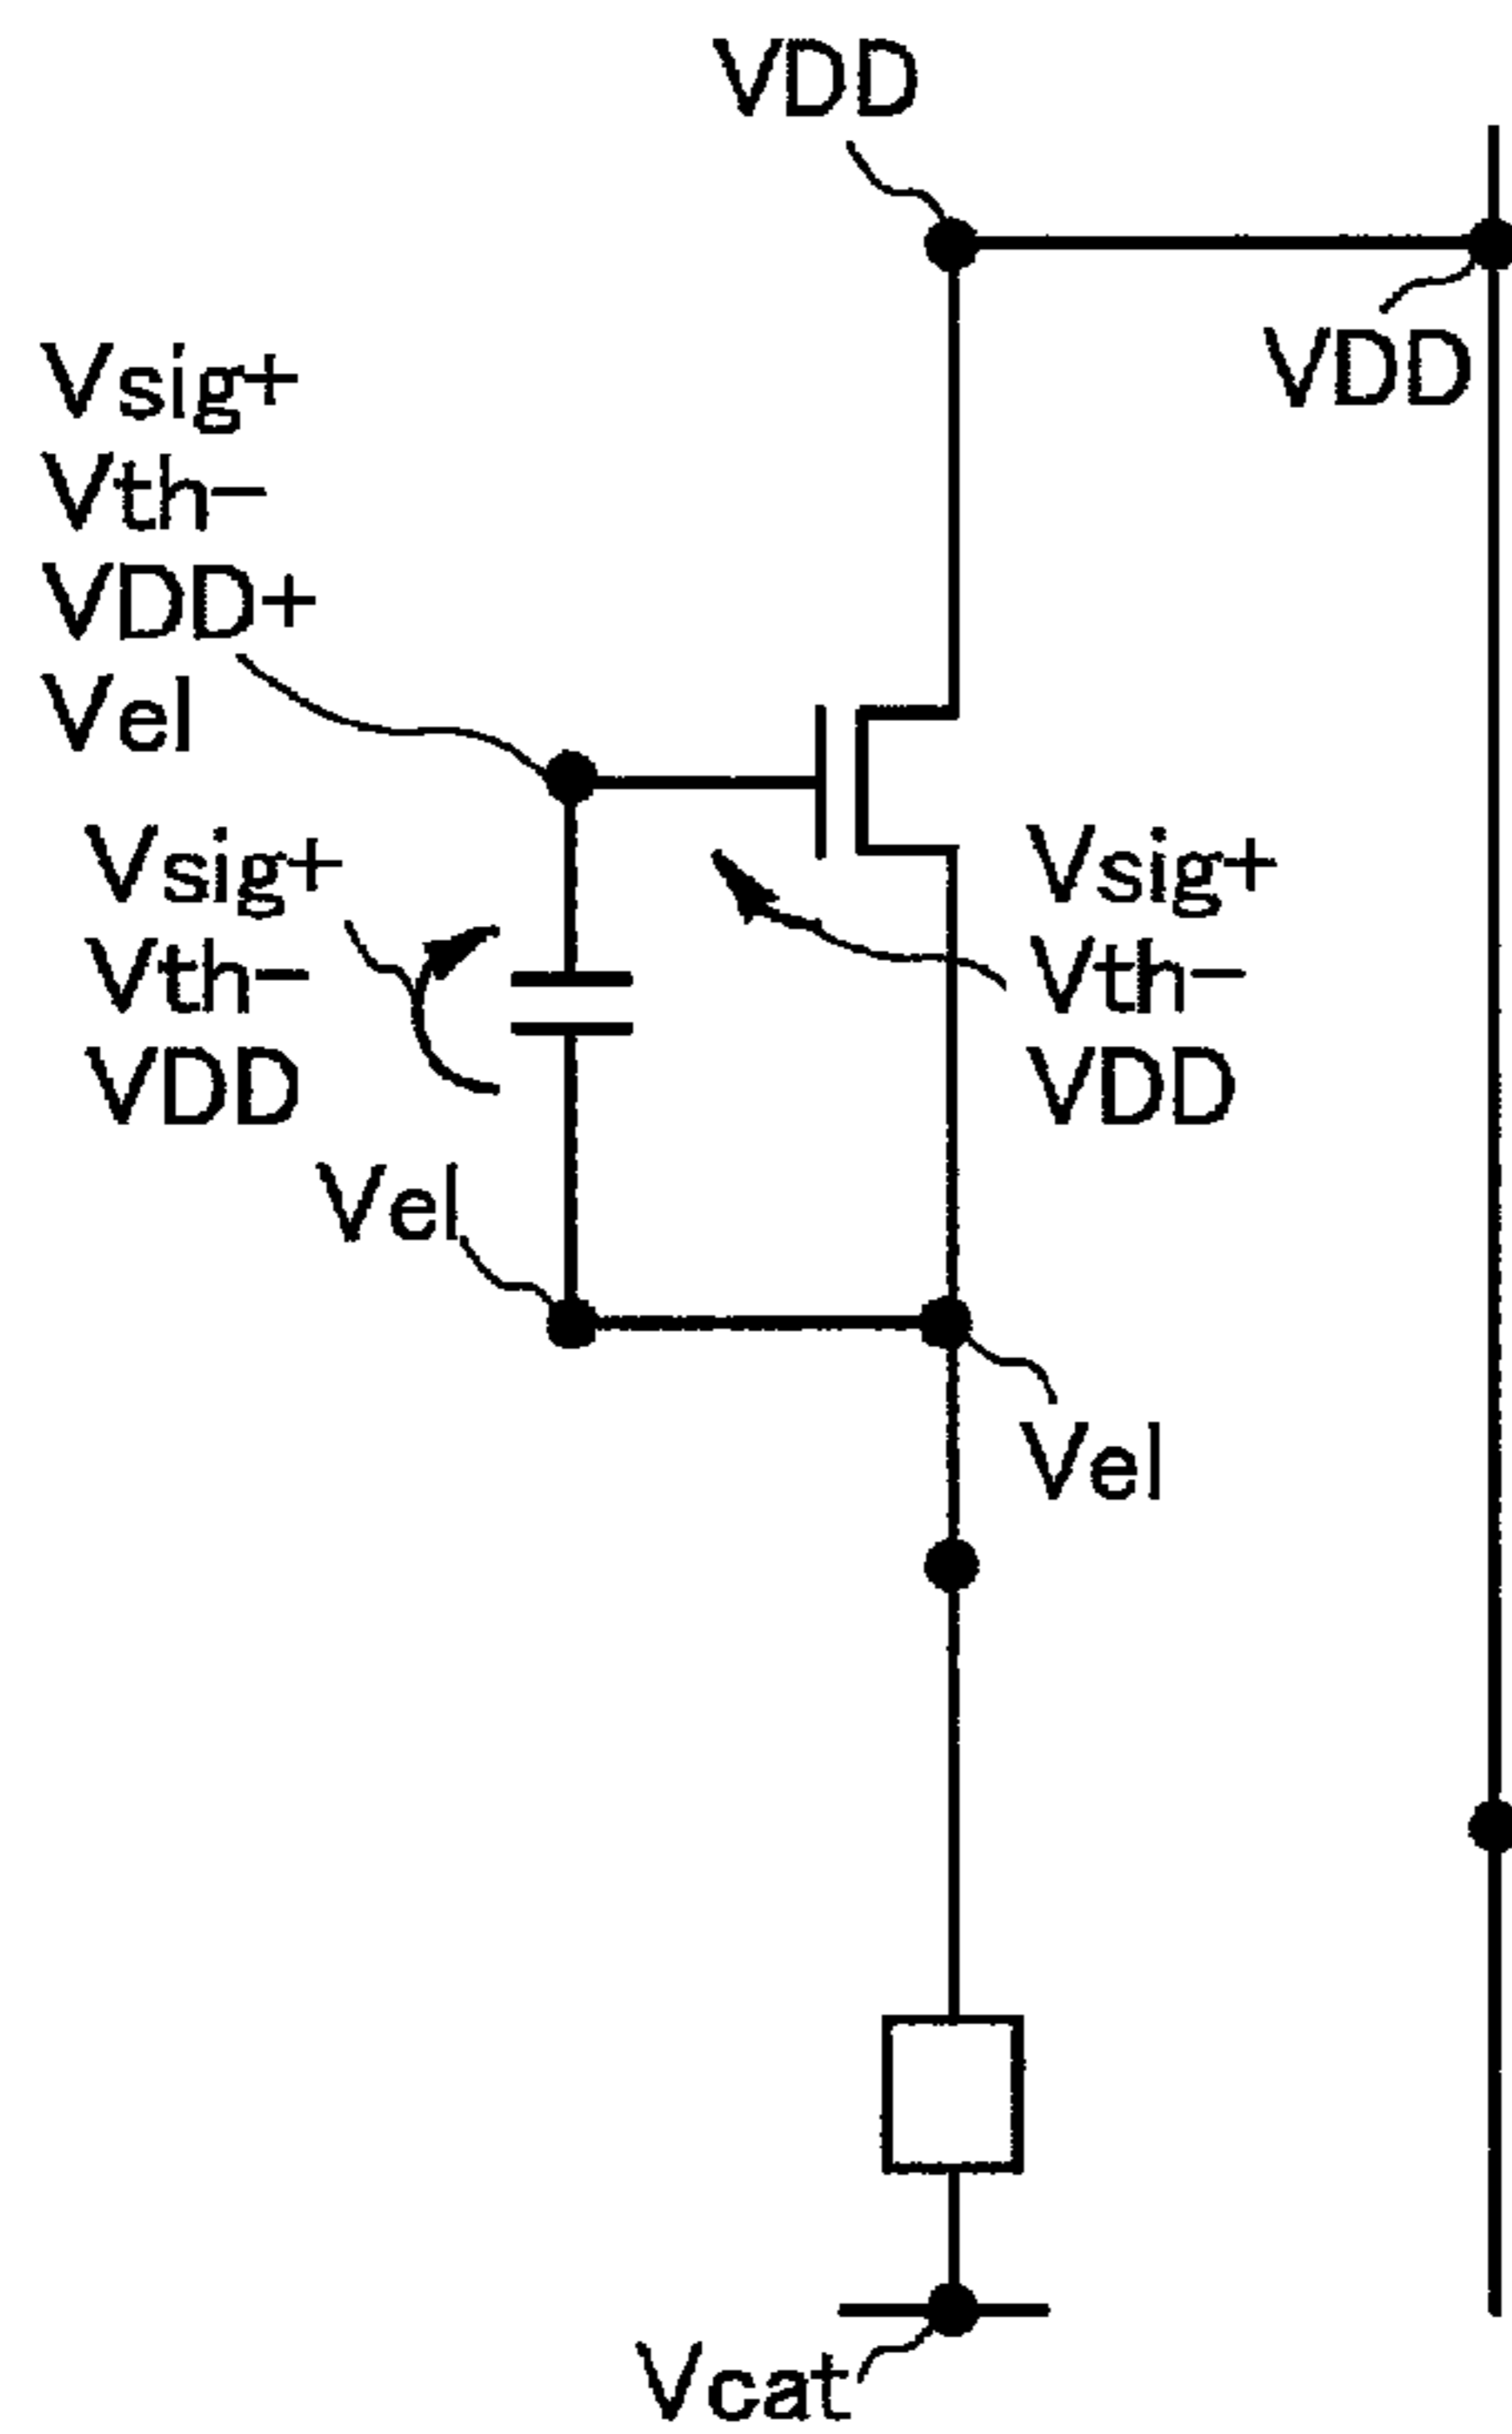 VDD
VDD
Vsig+
Vth−
VDD+
Vel
Vsig+
Vth−
VDD
Vsig+
Vth−
VDD
Vel
Vel
Vcat